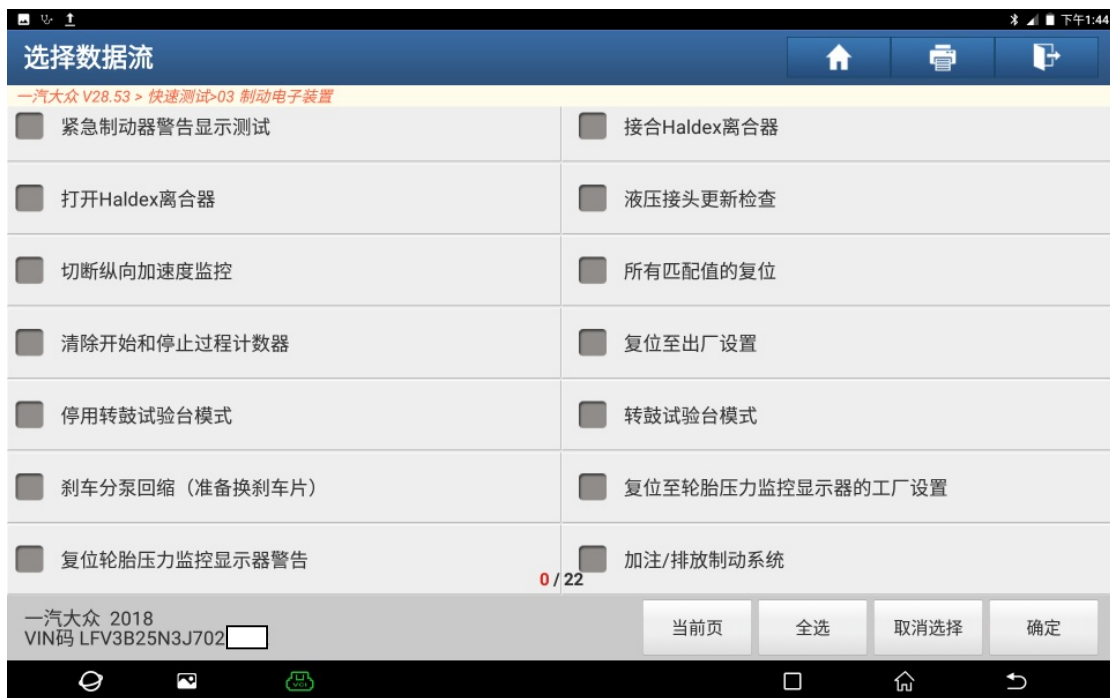 下午1:44
选择数据流
一汽大众 V28.53 > 快速测试>03 制动电子装置
紧急制动器警告显示测试
接合Haldex离合器
打开Haldex离合器
液压接头更新检查
切断纵向加速度监控
所有匹配值的复位
清除开始和停止过程计数器
复位至出厂设置
停用转鼓试验台模式
转鼓试验台模式
刹车分泵回缩（准备换刹车片）
复位至轮胎压力监控显示器的工厂设置
复位轮胎压力监控显示器警告
加注/排放制动系统
0 / 22
一汽大众 2018
VIN码 LFV3B25N3J702
当前页
全选
取消选择
确定
VCI